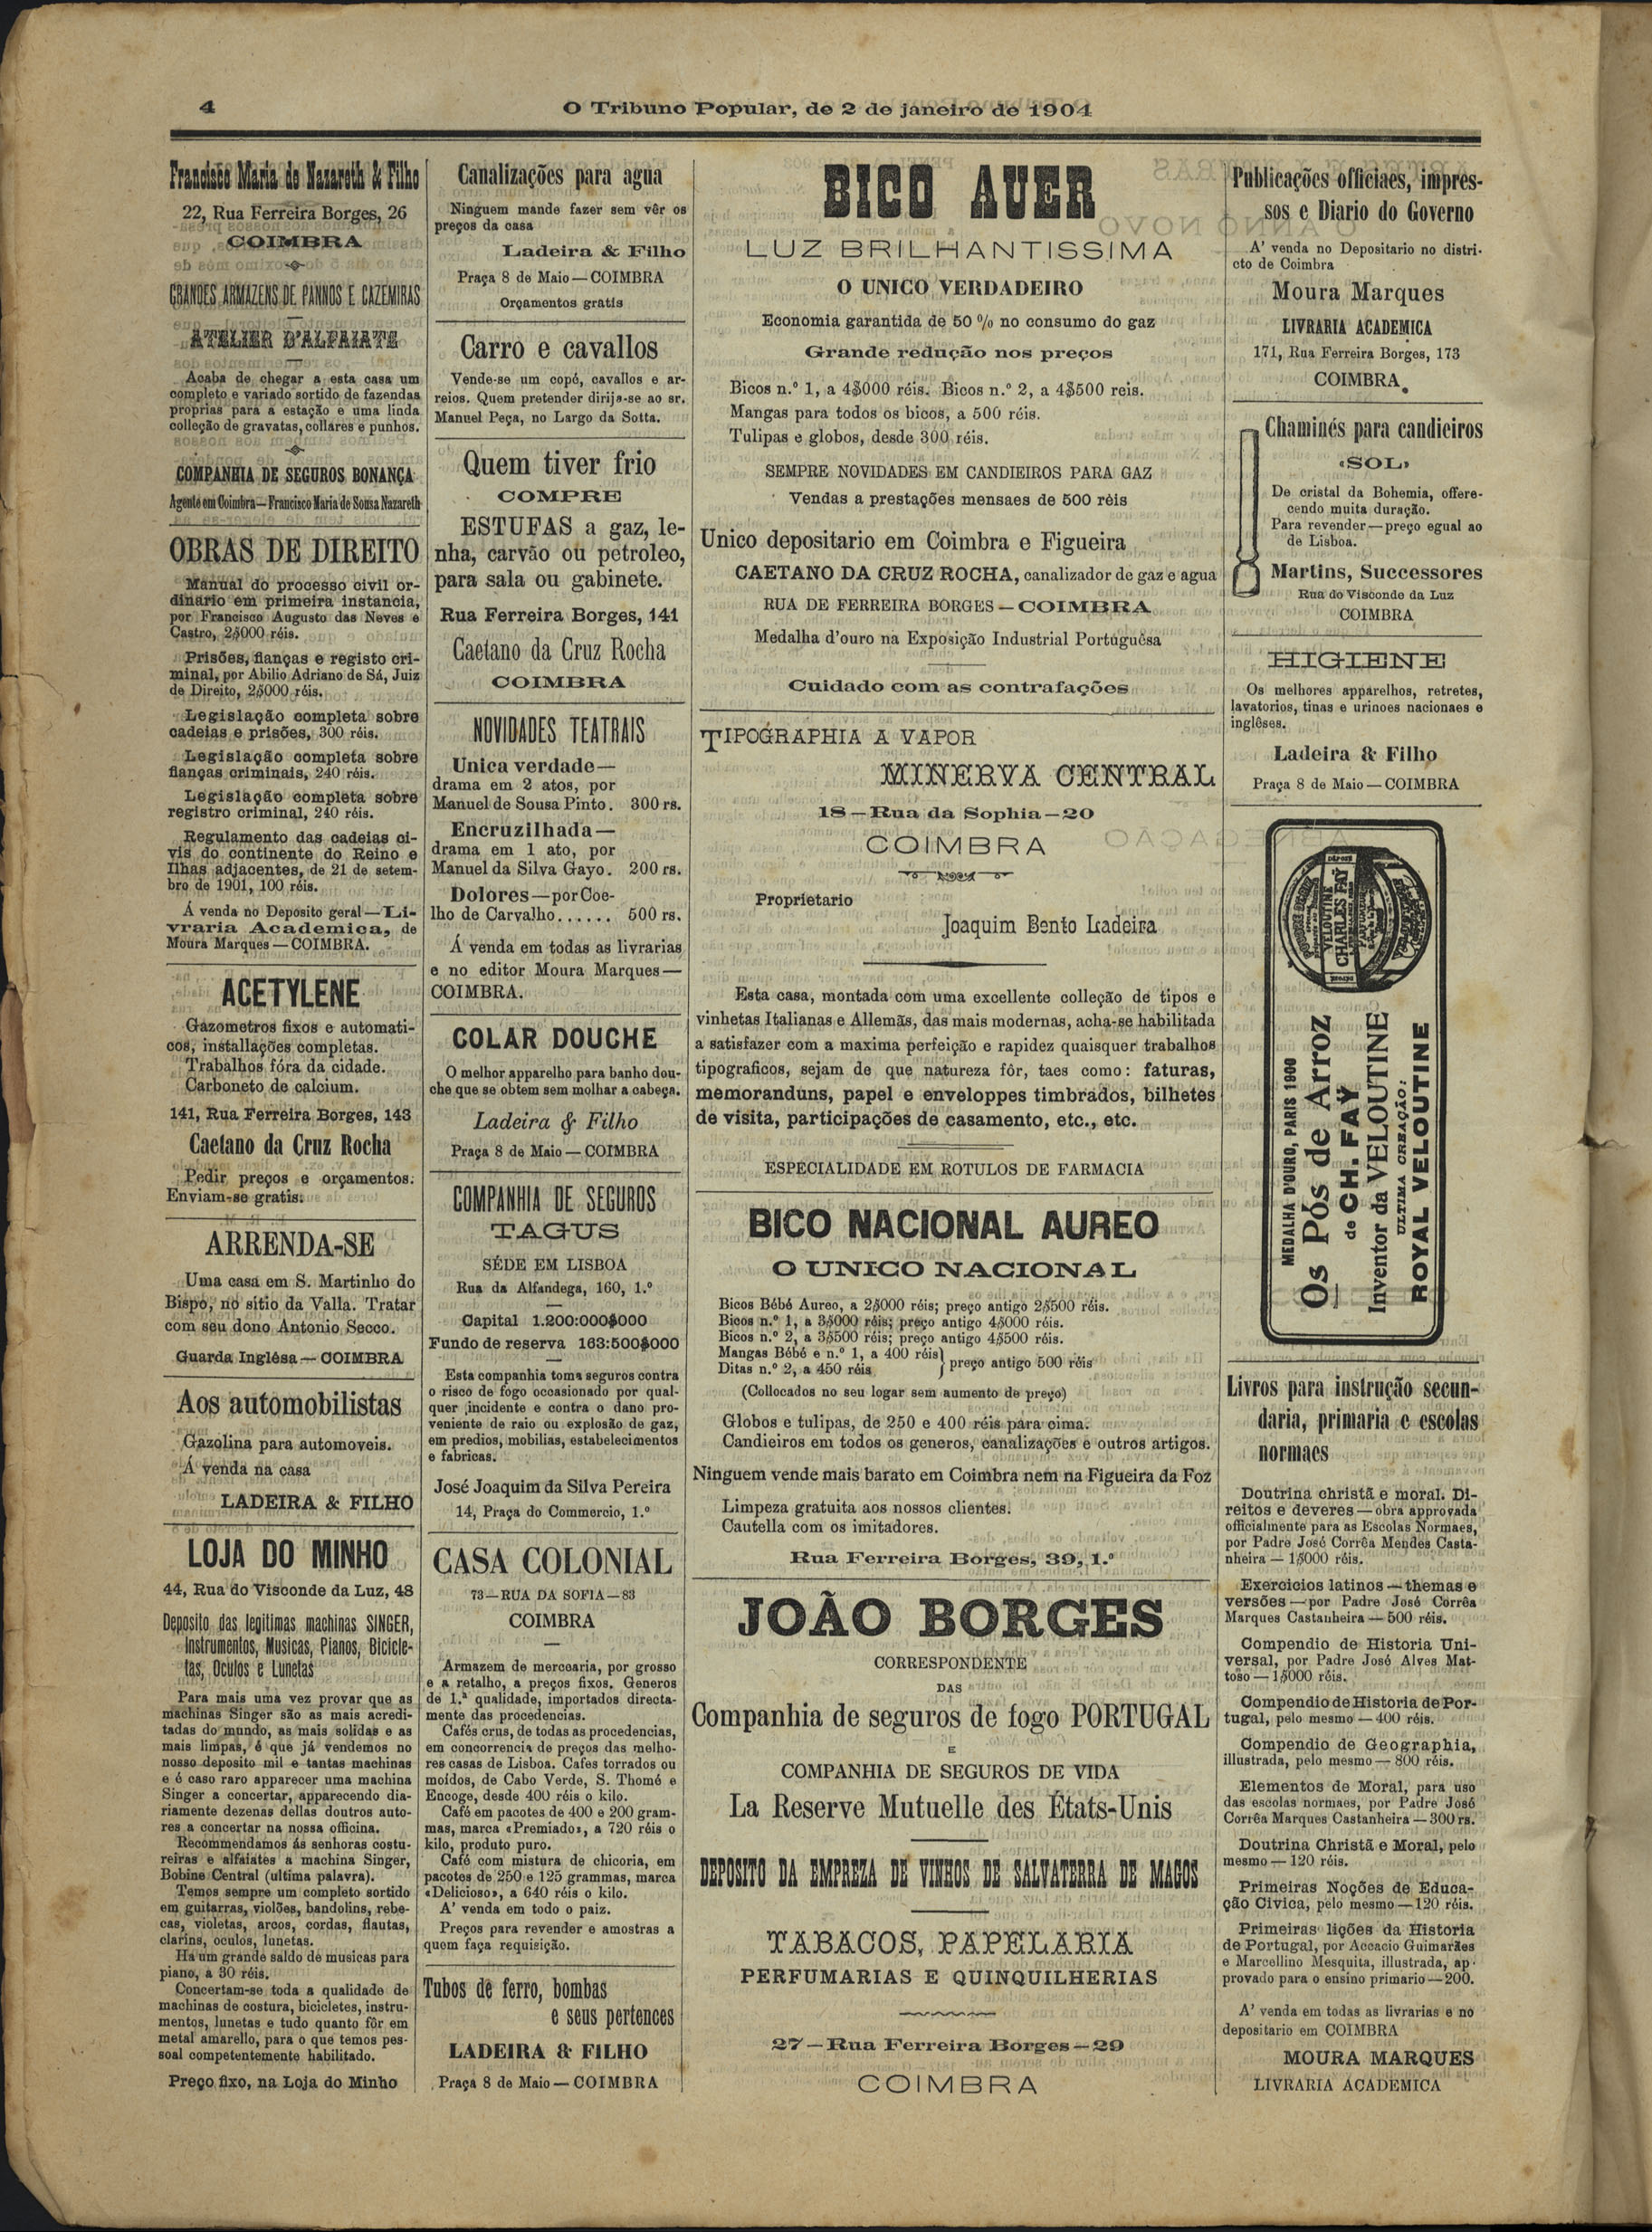 4
O Tribuno Popular, de 2 de janeiro de 1904
Francisco Maria de Nazareth & Filho
22, Rua Ferreira Borges, 26
COIMBRA
GRANDES ARMAZENS DE PANNOS E CAZEMIRAS
ATELIER D'ALFAIATE
Acaba de chegar a esta casa um
completo e variado sortido de fazendas
proprias para a estação e uma linda
colleção de gravatas, collares e punhos.
COMPANHIA DE SEGUROS BONANÇA
Agente em Coimbra—Francisco Maria de Sousa Nazareth
OBRAS DE DIREITO
Manual do processo civil or-
dinario em primeira instancia,
por Francisco Augusto das Neves e
Castro, 2$000 réis.
Prisões, fianças e registo cri-
minal, por Abilio Adriano de Sá, Juiz
de Direito, 2$000 réis.
Legislação completa sobre
cadeias e prisões, 300 réis.
Legislação completa sobre
fianças criminais, 240 réis.
Legislação completa sobre
registro criminal, 240 réis.
Regulamento das cadeias ci-
vis do continente do Reino e
Ilhas adjacentes, de 21 de setem-
bro de 1901, 100 réis.
Á venda no Deposito geral—Li-
vraria Academica, de
Moura Marques—COIMBRA.
ACETYLENE
Gazometros fixos e automati-
cos, installações completas.
Trabalhos fóra da cidade.
Carboneto de calcium.
141, Rua Ferreira Borges, 143
Caetano da Cruz Rocha
Pedir preços e orçamentos.
Enviam-se gratis.
ARRENDA-SE
Uma casa em S. Martinho do
Bispo, no sitio da Valla. Tratar
com seu dono Antonio Secco.
Guarda Inglêsa—COIMBRA
Aos automobilistas
Gazolina para automoveis.
Á venda na casa
LADEIRA & FILHO
LOJA DO MINHO
44, Rua do Visconde da Luz, 48
Deposito das legitimas machinas SINGER,
Instrumentos, Musicas, Pianos, Bicicle-
tas, Oculos e Lunetas
Para mais uma vez provar que as
machinas Singer são as mais acredi-
tadas do mundo, as mais solidas e as
mais limpas, é que já vendemos no
nosso deposito mil e tantas machinas
e é caso raro apparecer uma machina
Singer a concertar, apparecendo dia-
riamente dezenas dellas doutros auto-
res a concertar na nossa officina.
Recommendamos ás senhoras costu-
reiras e alfaiates a machina Singer,
Bobine Central (ultima palavra).
Temos sempre um completo sortido
em guitarras, violões, bandolins, rebe-
cas, violetas, arcos, cordas, flautas,
clarins, oculos, lunetas.
Ha um grande saldo de musicas para
piano, a 30 réis.
Concertam-se toda a qualidade de
machinas de costura, bicicletes, instru-
mentos, lunetas e tudo quanto fôr em
metal amarello, para o que temos pes-
soal competentemente habilitado.
Preço fixo, na Loja do Minho
Canalizações para agua
Ninguem mande fazer sem vêr os
preços da casa
Ladeira & Filho
Praça 8 de Maio—COIMBRA
Orçamentos gratis
Carro e cavallos
Vende-se um copé, cavallos e ar-
reios. Quem pretender dirija-se ao sr.
Manuel Peça, no Largo da Sotta.
Quem tiver frio
COMPRE
ESTUFAS a gaz, le-
nha, carvão ou petroleo,
para sala ou gabinete.
Rua Ferreira Borges, 141
Caetano da Cruz Rocha
COIMBRA
NOVIDADES TEATRAIS
Unica verdade—
drama em 2 atos, por
Manuel de Sousa Pinto. 300 rs.
Encruzilhada—
drama em 1 ato, por
Manuel da Silva Gayo. 200 rs.
Dolores—por Coe-
lho de Carvalho...... 500 rs.
Á venda em todas as livrarias
e no editor Moura Marques—
COIMBRA.
COLAR DOUCHE
O melhor apparelho para banho dou-
che que se obtem sem molhar a cabeça.
Ladeira & Filho
Praça 8 de Maio—COIMBRA
COMPANHIA DE SEGUROS
TAGUS
SÉDE EM LISBOA
Rua da Alfandega, 160, 1.º
Capital 1.200:000$000
Fundo de reserva 163:500$000
Esta companhia toma seguros contra
o risco de fogo occasionado por qual-
quer incidente e contra o dano pro-
veniente de raio ou explosão de gaz,
em predios, mobilias, estabelecimentos
e fabricas.
José Joaquim da Silva Pereira
14, Praça do Commercio, 1.º
CASA COLONIAL
73—RUA DA SOFIA—83
COIMBRA
Armazem de mercearia, por grosso
e a retalho, a preços fixos. Generos
de 1.ª qualidade, importados directa-
mente das procedencias.
Cafés crus, de todas as procedencias,
em concorrencia de preços das melho-
res casas de Lisboa. Cafes torrados ou
moídos, de Cabo Verde, S. Thomé e
Encoge, desde 400 réis o kilo.
Café em pacotes de 400 e 200 gram-
mas, marca «Premiado», a 720 réis o
kilo, produto puro.
Café com mistura de chicoria, em
pacotes de 250 e 125 grammas, marca
«Delicioso», a 640 réis o kilo.
A' venda em todo o paiz.
Preços para revender e amostras a
quem faça requisição.
Tubos de ferro, bombas
e seus pertences
LADEIRA & FILHO
Praça 8 de Maio—COIMBRA
BICO AUER
LUZ BRILHANTISSIMA
O UNICO VERDADEIRO
Economia garantida de 50 % no consumo do gaz
Grande redução nos preços
Bicos n.º 1, a 4$000 réis. Bicos n.º 2, a 4$500 reis.
Mangas para todos os bicos, a 500 réis.
Tulipas e globos, desde 300 réis.
SEMPRE NOVIDADES EM CANDIEIROS PARA GAZ
Vendas a prestações mensaes de 500 réis
Unico depositario em Coimbra e Figueira
CAETANO DA CRUZ ROCHA, canalizador de gaz e agua
RUA DE FERREIRA BORGES—COIMBRA
Medalha d'ouro na Exposição Industrial Portuguêsa
Cuidado com as contrafações
TIPOGRAPHIA A VAPOR
MINERVA CENTRAL
18—Rua da Sophia—20
COIMBRA
Proprietario
Joaquim Bento Ladeira
Esta casa, montada com uma excellente colleção de tipos e
vinhetas Italianas e Allemãs, das mais modernas, acha-se habilitada
a satisfazer com a maxima perfeição e rapidez quaisquer trabalhos
tipograficos, sejam de que natureza fôr, taes como: faturas,
memoranduns, papel e enveloppes timbrados, bilhetes
de visita, participações de casamento, etc., etc.
ESPECIALIDADE EM ROTULOS DE FARMACIA
BICO NACIONAL AUREO
O UNICO NACIONAL
Bicos Bébé Aureo, a 2$000 réis; preço antigo 2$500 réis.
Bicos n.º 1, a 3$000 réis; preço antigo 4$000 réis.
Bicos n.º 2, a 3$500 réis; preço antigo 4$500 réis.
Mangas Bébé e n.º 1, a 400 réis
Ditas n.º 2, a 450 réis } preço antigo 500 réis
(Collocados no seu logar sem aumento de preço)
Globos e tulipas, de 250 e 400 réis para cima.
Candieiros em todos os generos, canalizações e outros artigos.
Ninguem vende mais barato em Coimbra nem na Figueira da Foz
Limpeza gratuita aos nossos clientes.
Cautella com os imitadores.
Rua Ferreira Borges, 39, 1.º
JOÃO BORGES
CORRESPONDENTE
DAS
Companhia de seguros de fogo PORTUGAL
E
COMPANHIA DE SEGUROS DE VIDA
La Reserve Mutuelle des États-Unis
DEPOSITO DA EMPREZA DE VINHOS DE SALVATERRA DE MAGOS
TABACOS, PAPELARIA
PERFUMARIAS E QUINQUILHERIAS
27—Rua Ferreira Borges—29
COIMBRA
Publicações officiaes, impres-
sos e Diario do Governo
A' venda no Depositario no distri-
cto de Coimbra
Moura Marques
LIVRARIA ACADEMICA
171, Rua Ferreira Borges, 173
COIMBRA.
Chaminés para candieiros
«SOL»
De cristal da Bohemia, offere-
cendo muita duração.
Para revender—preço egual ao
de Lisboa.
Martins, Successores
Rua do Visconde da Luz
COIMBRA
HIGIENE
Os melhores apparelhos, retretes,
lavatorios, tinas e urinoes nacionaes e
inglêses.
Ladeira & Filho
Praça 8 de Maio—COIMBRA
VELOUTINE
CHARLES FAY
MEDALHA D'OURO, PARIS 1900
Os Pós de Arroz
de CH. FAŸ
Inventor da VELOUTINE
ULTIMA CREAÇÃO:
ROYAL VELOUTINE
Livros para instrução secun-
daria, primaria e escolas
normaes
Doutrina christã e moral. Di-
reitos e deveres—obra approvada
officialmente para as Escolas Normaes,
por Padre José Corrêa Mendes Casta-
nheira—1$000 réis.
Exercicios latinos—themas e
versões—por Padre José Corrêa
Marques Castanheira—500 réis.
Compendio de Historia Uni-
versal, por Padre José Alves Mat-
toso—1$000 réis.
Compendio de Historia de Por-
tugal, pelo mesmo—400 réis.
Compendio de Geographia,
illustrada, pelo mesmo—800 réis.
Elementos de Moral, para uso
das escolas normaes, por Padre José
Corrêa Marques Castanheira—300 rs.
Doutrina Christã e Moral, pelo
mesmo—120 réis.
Primeiras Noções de Educa-
ção Civica, pelo mesmo—120 réis.
Primeiras lições da Historia
de Portugal, por Accacio Guimarães
e Marcellino Mesquita, illustrada, ap-
provado para o ensino primario—200.
A' venda em todas as livrarias e no
depositario em COIMBRA
MOURA MARQUES
LIVRARIA ACADEMICA